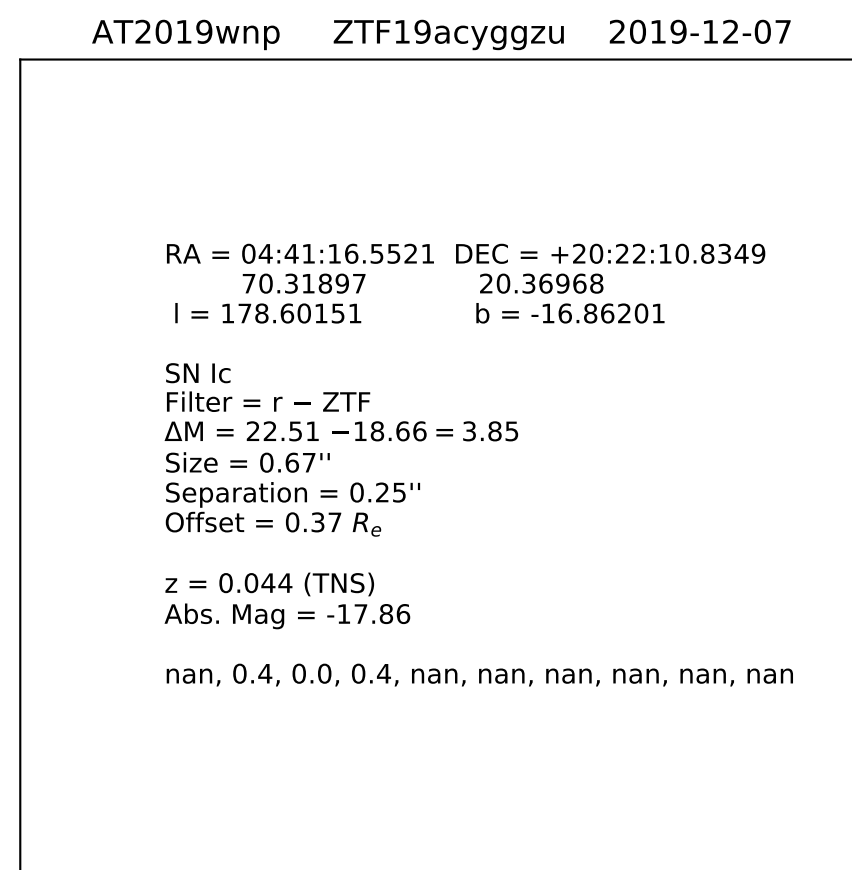 AT2019wnp ZTF19acyggzu 2019-12-07
RA = 04:41:16.5521 DEC = +20:22:10.8349
70.31897 20.36968
l = 178.60151 b = -16.86201
SN Ic
Filter = r − ZTF
ΔM = 22.51 −18.66 = 3.85
Size = 0.67''
Separation = 0.25''
Offset = 0.37 Rₑ
z = 0.044 (TNS)
Abs. Mag = -17.86
nan, 0.4, 0.0, 0.4, nan, nan, nan, nan, nan, nan